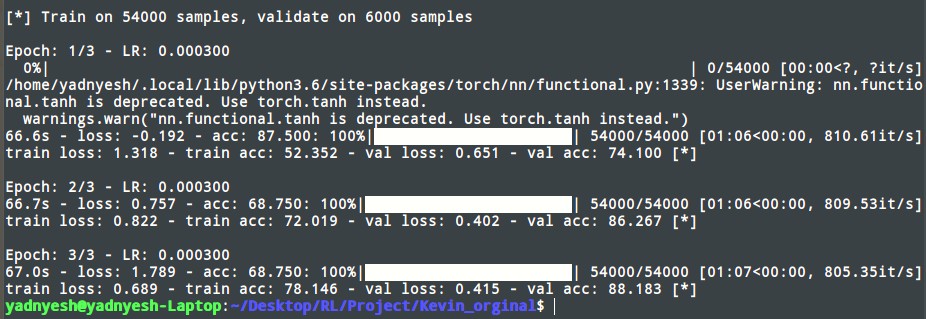 [*] Train on 54000 samples, validate on 6000 samples
Epoch: 1/3 - LR: 0.000300
0%| | 0/54000 [00:00<?, ?it/s]
/home/yadnyesh/.local/lib/python3.6/site-packages/torch/nn/functional.py:1339: UserWarning: nn.functio
nal.tanh is deprecated. Use torch.tanh instead.
warnings.warn("nn.functional.tanh is deprecated. Use torch.tanh instead.")
66.6s - loss: -0.192 - acc: 87.500: 100%| | 54000/54000 [01:06<00:00, 810.61it/s]
train loss: 1.318 - train acc: 52.352 - val loss: 0.651 - val acc: 74.100 [*]
Epoch: 2/3 - LR: 0.000300
66.7s - loss: 0.757 - acc: 68.750: 100%| | 54000/54000 [01:06<00:00, 809.53it/s]
train loss: 0.822 - train acc: 72.019 - val loss: 0.402 - val acc: 86.267 [*]
Epoch: 3/3 - LR: 0.000300
67.0s - loss: 1.789 - acc: 68.750: 100%| | 54000/54000 [01:07<00:00, 805.35it/s]
train loss: 0.689 - train acc: 78.146 - val loss: 0.415 - val acc: 88.183 [*]
yadnyesh@yadnyesh-Laptop:~/Desktop/RL/Project/Kevin_orginal$